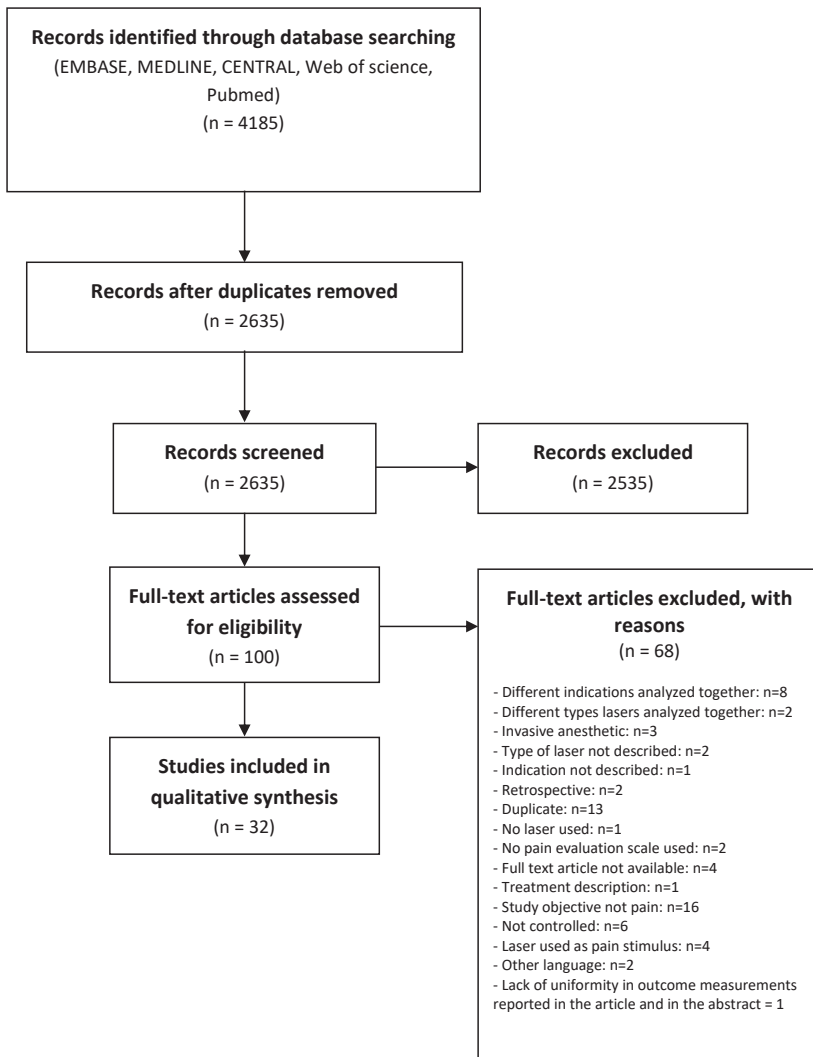 Records identified through database searching
(EMBASE, MEDLINE, CENTRAL, Web of science,
Pubmed)
(n = 4185)
Records after duplicates removed
(n = 2635)
Records screened
(n = 2635)
Records excluded
(n = 2535)
Full-text articles assessed
for eligibility
(n = 100)
Full-text articles excluded, with
reasons
(n = 68)
- Different indications analyzed together: n=8
- Different types lasers analyzed together: n=2
- Invasive anesthetic: n=3
- Type of laser not described: n=2
- Indication not described: n=1
- Retrospective: n=2
- Duplicate: n=13
- No laser used: n=1
- No pain evaluation scale used: n=2
- Full text article not available: n=4
- Treatment description: n=1
- Study objective not pain: n=16
- Not controlled: n=6
- Laser used as pain stimulus: n=4
- Other language: n=2
- Lack of uniformity in outcome measurements
reported in the article and in the abstract = 1
Studies included in
qualitative synthesis
(n = 32)